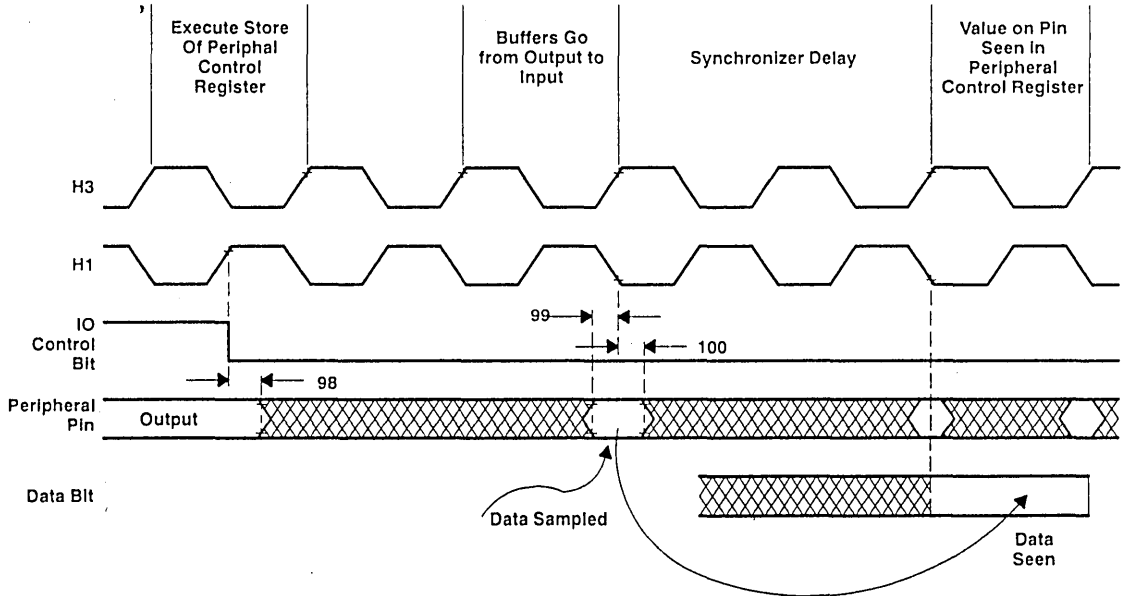 Execute Store
Of Periphal
Control
Register
Buffers Go
from Output to
Input
Synchronizer Delay
Value on Pin
Seen in
Peripheral
Control Register
H3
H1
IO
Control
Bit
99
100
98
Peripheral
Pin
Output
Data Bit
Data Sampled
Data
Seen